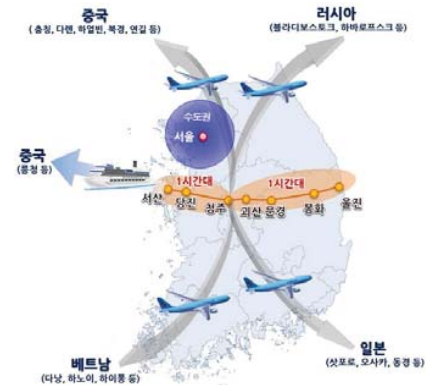 중국
(충칭, 다롄, 하얼빈, 북경, 연길 등)
러시아
(블라디보스토크, 하바로프스크 등)
수도권
서울
중국
(룽청 등)
1시간대
1시간대
서산
당진
청주
괴산
문경
봉화
울진
베트남
(다낭, 하노이, 하이퐁 등)
일본
(삿포로, 오사카, 동경 등)